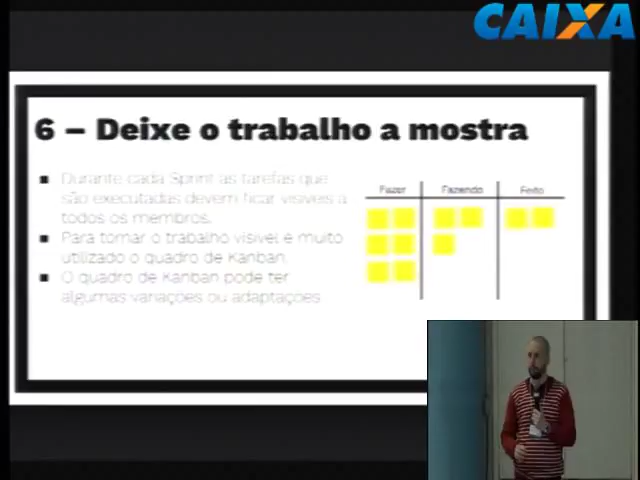 CAIXA
6 – Deixe o trabalho a mostra
■ Durante cada Sprint as tarefas que
são executadas devem ficar visíveis a
todos os membros.
■ Para tornar o trabalho visível é muito
utilizado o quadro de Kanban.
■ O quadro de Kanban pode ter
algumas variações ou adaptações
Fazer Fazendo Feito